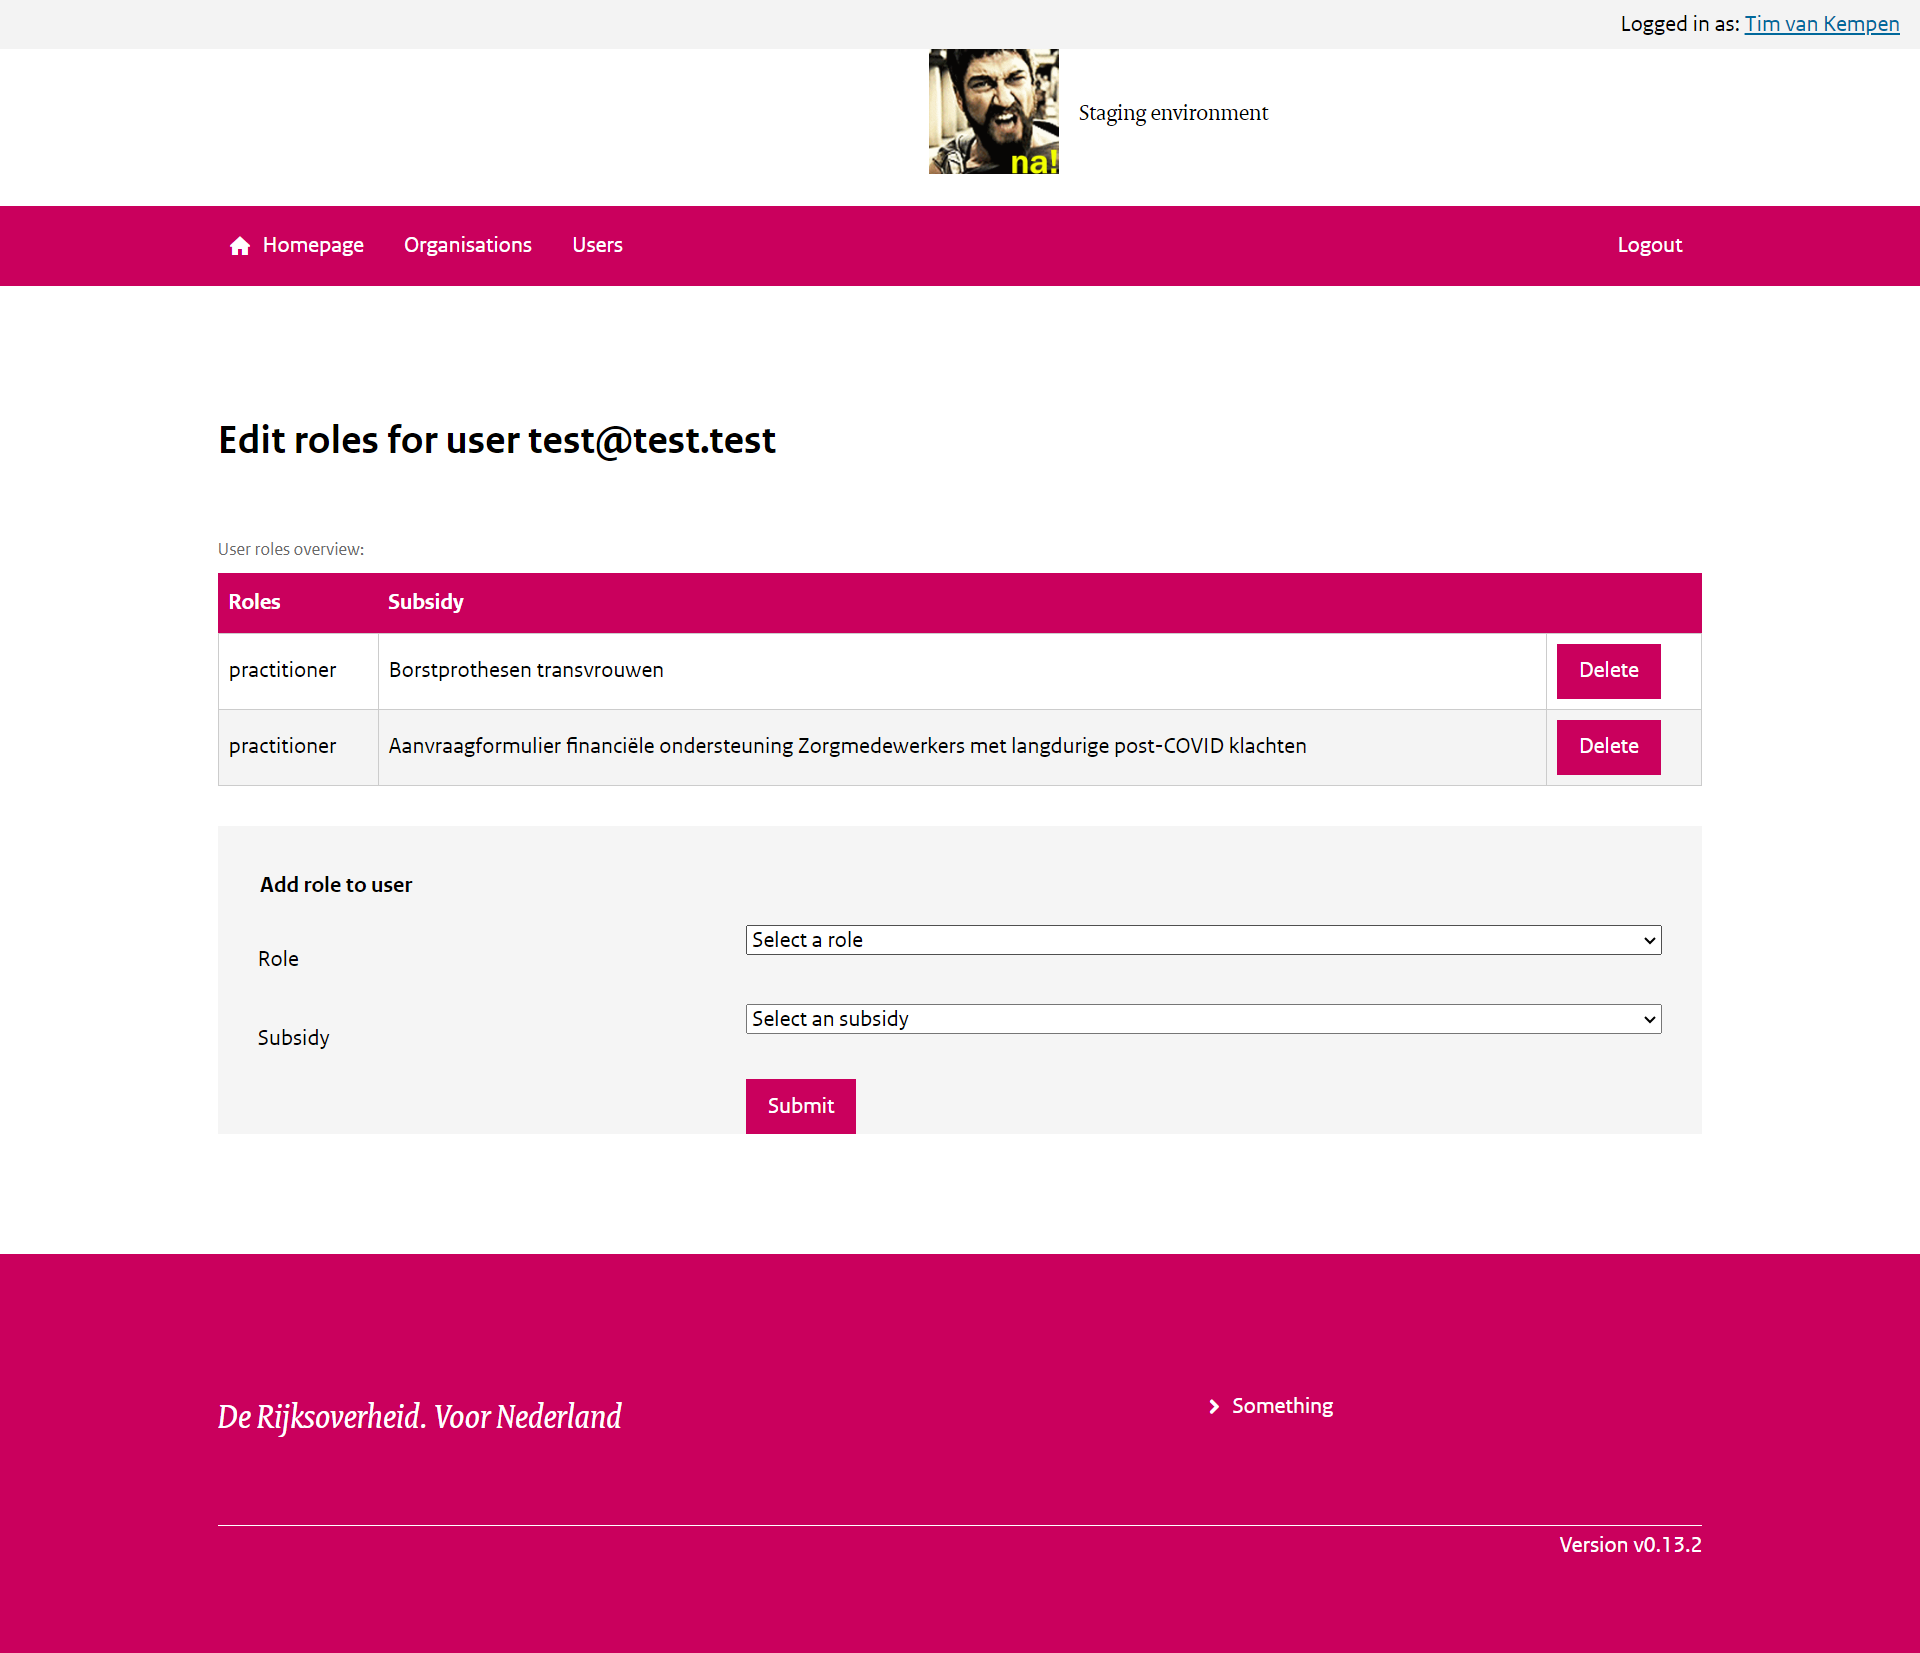 Logged in as: Tim van Kempen
na!
Staging environment
Homepage Organisations Users Logout
Edit roles for user test@test.test
User roles overview:
Roles Subsidy
practitioner Borstprothesen transvrouwen Delete
practitioner Aanvraagformulier financiële ondersteuning Zorgmedewerkers met langdurige post-COVID klachten Delete
Add role to user
Role Select a role
Subsidy Select an subsidy
Submit
De Rijksoverheid. Voor Nederland
Something
Version v0.13.2